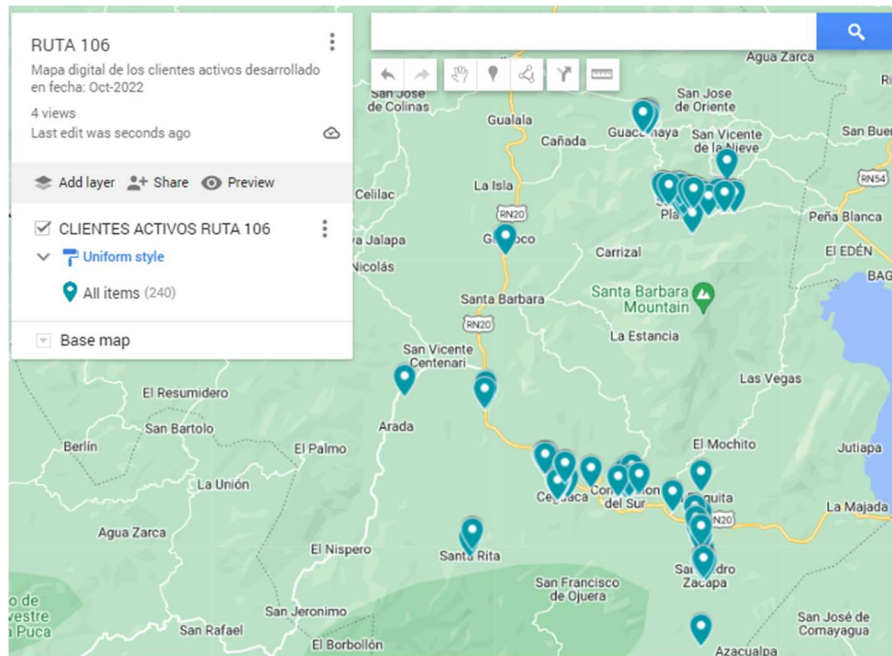 RUTA 106
Mapa digital de los clientes activos desarrollado
en fecha: Oct-2022
4 views
Last edit was seconds ago
Add layer
Share
Preview
CLIENTES ACTIVOS RUTA 106
Uniform style
All items (240)
Base map
Agua Zarca
San Jose
de Colinas
San Jose
de Oriente
Gualala
Cañada
San Vicente
de la Nieve
San Buer
RN54
Celilac
La Isla
RN20
Peña Blanca
Carrizal
El EDÉN
BAG
Nicolás
Santa Barbara
Santa Barbara
Mountain
RN20
La Estancia
San Vicente
Centenari
Las Vegas
El Resumidero
Arada
San Bartolo
Berlín
El Palmo
El Mochito
Jutiapa
La Unión
del Sur
La Majada
RN20
Agua Zarca
El Nispero
Santa Rita
Zacapa
San Francisco
de Ojuera
San Jeronimo
San José de
Comayagua
San Rafael
El Borbollón
Azacualpa